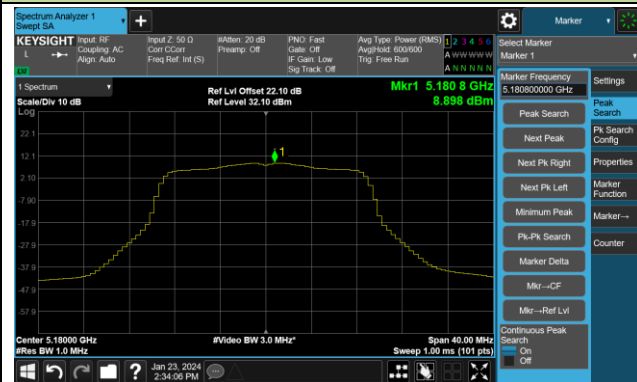 Spectrum Analyzer 1
Swept SA
Marker
KEYSIGHT
L
Input: RF
Coupling: AC
Align: Auto
Input Z: 50 Ω
Corr CCorr
Freq Ref: Int (S)
#Atten: 20 dB
Preamp: Off
PNO: Fast
Gate: Off
IF Gain: Low
Sig Track: Off
Avg Type: Power (RMS)
Avg|Hold: 600/600
Trig: Free Run
1 2 3 4 5 6
A W W W W W
A N N N N N
Select Marker
Marker 1
1 Spectrum
Scale/Div 10 dB
Ref Lvl Offset 22.10 dB
Ref Level 32.10 dBm
Mkr1 5.180 8 GHz
8.898 dBm
Log
22.1
12.1
2.10
-7.90
-17.9
-27.9
-37.9
-47.9
-57.9
1
Center 5.18000 GHz
#Res BW 1.0 MHz
#Video BW 3.0 MHz*
Span 40.00 MHz
Sweep 1.00 ms (101 pts)
Marker Frequency
5.180800000 GHz
Peak Search
Next Peak
Next Pk Right
Next Pk Left
Minimum Peak
Pk-Pk Search
Marker Delta
Mkr→CF
Mkr→Ref Lvl
Continuous Peak
Search
On
Off
Settings
Peak
Search
Pk Search
Config
Properties
Marker
Function
Marker→
Counter
Jan 23, 2024
2:34:06 PM